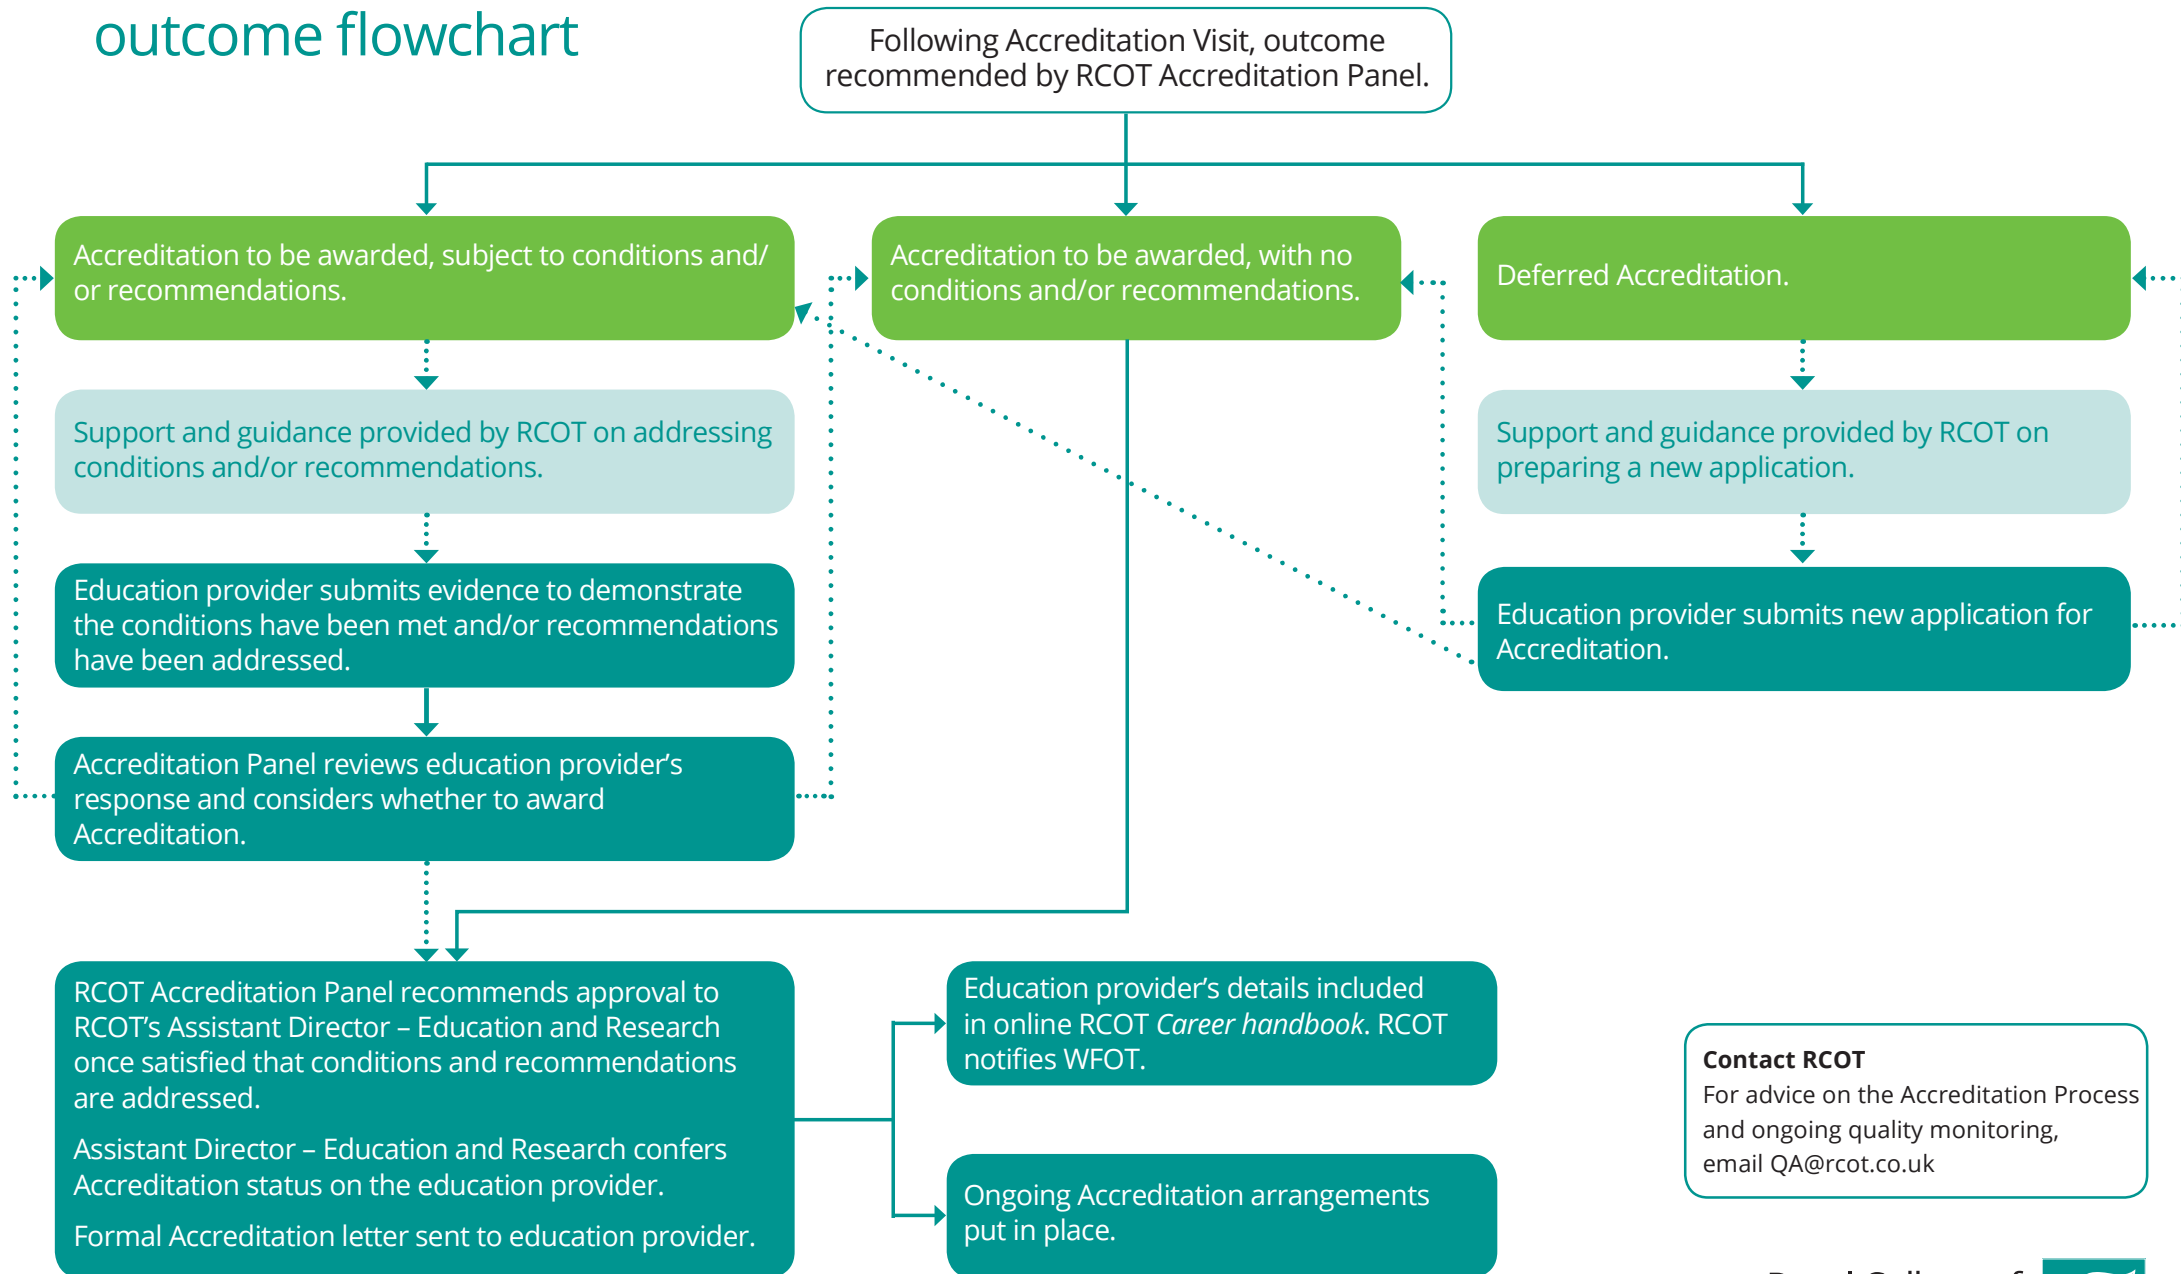 outcome flowchart
Following Accreditation Visit, outcome
recommended by RCOT Accreditation Panel.
Accreditation to be awarded, subject to conditions and/
or recommendations.
Accreditation to be awarded, with no
conditions and/or recommendations.
Deferred Accreditation.
Support and guidance provided by RCOT on addressing
conditions and/or recommendations.
Support and guidance provided by RCOT on
preparing a new application.
Education provider submits evidence to demonstrate
the conditions have been met and/or recommendations
have been addressed.
Education provider submits new application for
Accreditation.
Accreditation Panel reviews education provider’s
response and considers whether to award
Accreditation.
RCOT Accreditation Panel recommends approval to
RCOT’s Assistant Director – Education and Research
once satisfied that conditions and recommendations
are addressed.
Assistant Director – Education and Research confers
Accreditation status on the education provider.
Formal Accreditation letter sent to education provider.
Education provider’s details included
in online RCOT Career handbook. RCOT
notifies WFOT.
Ongoing Accreditation arrangements
put in place.
Contact RCOT
For advice on the Accreditation Process
and ongoing quality monitoring,
email QA@rcot.co.uk